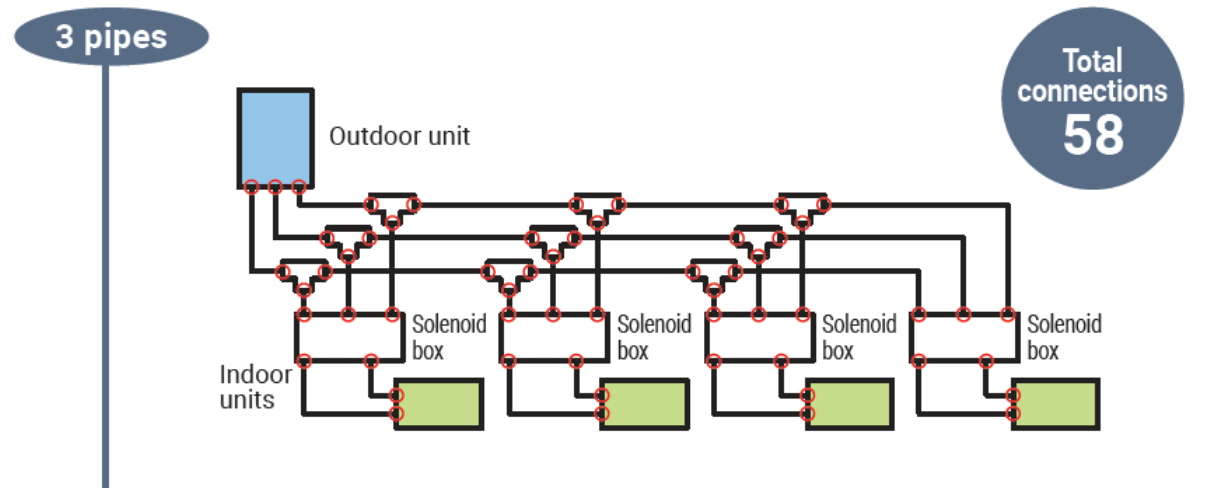 3 pipes
Total
connections
58
Outdoor unit
Solenoid
box
Solenoid
box
Solenoid
box
Solenoid
box
Indoor
units